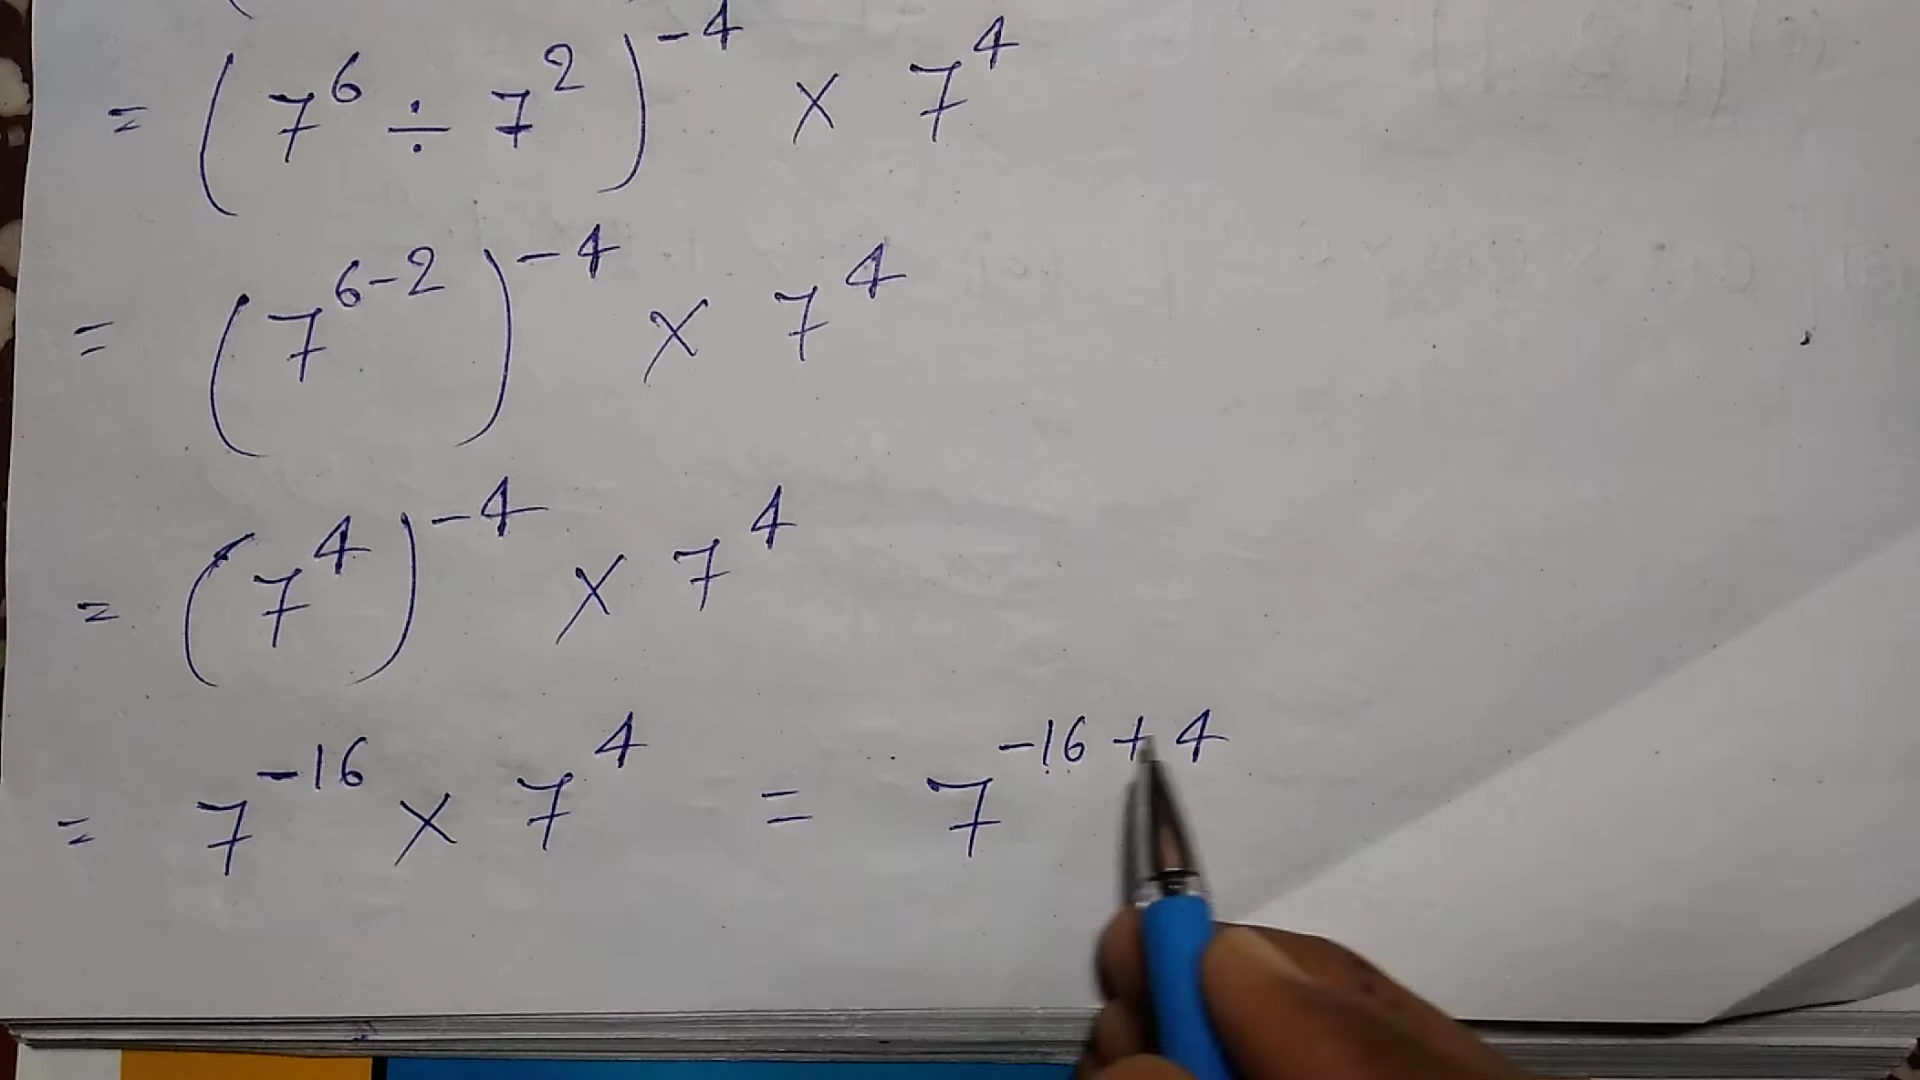 = (7^6 ÷ 7^2)^-4 × 7^4
= (7^6-2)^-4 × 7^4
= (7^4)^-4 × 7^4
= 7^-16 × 7^4 = 7^-16+4